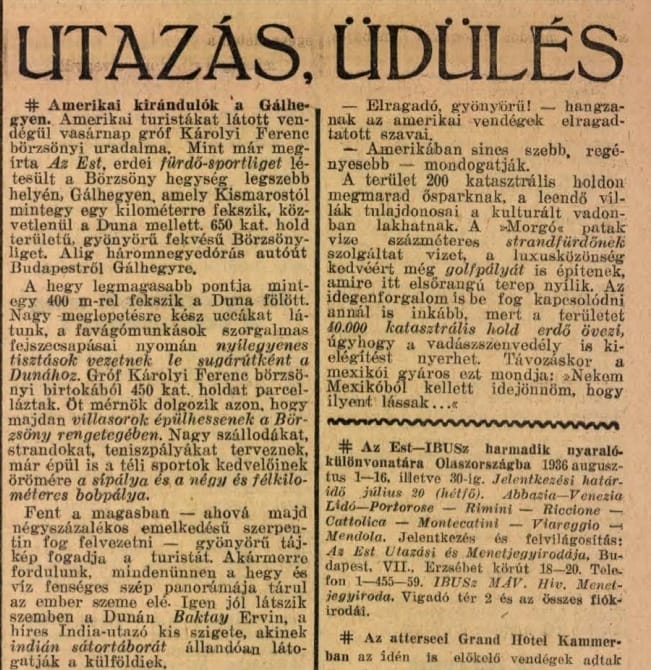 UTAZÁS, ÜDÜLÉS
# Amerikai kirándulók a Gálhe-
gyen. Amerikai turistákat látott ven-
dégül vasárnap gróf Károlyi Ferenc
börzsönyi uradalma. Mint már meg-
írta Az Est, erdei fürdő-sportliget lé-
tesült a Börzsöny hegység legszebb
helyén, Gálhegyen, amely Kismarostól
mintegy egy kilométerre fekszik, köz-
vetlenül a Duna mellett. 650 kat. hold
területű, gyönyörű fekvésű Börzsöny-
liget. Alig háromnegyedórás autóút
Budapestről Gálhegyre.
A hegy legmagasabb pontja mint-
egy 400 m-rel fekszik a Duna fölött.
Nagy meglepetésre kész uccákat lá-
tunk, a favágómunkások szorgalmas
fejszecsapásai nyomán nyílegyenes
tisztások vezetnek le sugárútként a
Dunához. Gróf Károlyi Ferenc börzsö-
nyi birtokából 450 kat. holdat parcel-
láztak. Öt mérnök dolgozik azon, hogy
majdan villasorok épülhessenek a Bör-
zsöny rengetegében. Nagy szállodákat,
strandokat, teniszpályákat terveznek,
már épül is a téli sportok kedvelőinek
örömére a sípálya és a négy és félkilo-
méteres bobpálya.
Fent a magasban — ahová majd
négyszázalékos emelkedésű szerpen-
tin fog felvezetni — gyönyörű táj-
kép fogadja a turistát. Akármerre
fordulunk, mindenünnen a hegy és
víz fenséges szép panorámája tárul
az ember szeme elé. Igen jól látszik
szemben a Dunán Baktay Ervin, a
híres India-utazó kis szigete, akinek
indián sátortáborát állandóan láto-
gatják a külföldiek.
— Elragadó, gyönyörű! — hangza-
nak az amerikai vendégek elragad-
tatott szavai.
— Amerikában sincs szebb, regé-
nyesebb — mondogatják.
A terület 200 katasztrális holdon
megmarad ősparknak, a leendő vil-
lák tulajdonosai a kulturált vadon-
ban lakhatnak. A »Morgó« patak
vize százméteres strandfürdőnek
szolgáltat vizet, a luxusközönség
kedvéért még golfpályát is építenek,
amire itt elsőrangú terep nyílik. Az
idegenforgalom is be fog kapcsolódni
annál is inkább, mert a területet
40.000 katasztrális hold erdő övezi,
úgyhogy a vadászszenvedély is ki-
elégítést nyerhet. Távozáskor a
mexikói gyáros ezt mondja: »Nekem
Mexikóból kellett idejönnöm, hogy
ilyent lássak...«
# Az Est—IBUSz harmadik nyaraló-
különvonatára Olaszországba 1936 augusz-
tus 1—16, illetve 30-ig. Jelentkezési határ-
idő július 20 (hétfő). Abbazia—Venezia
Lidó—Portorose — Rimini — Riccione —
Cattolica — Montecatini — Viareggio —
Mendola. Jelentkezés és felvilágosítás:
Az Est Utazási és Menetjegyirodája, Bu-
dapest, VII., Erzsébet körút 18—20. Tele-
fon 1—455—59. IBUSz MÁV. Hiv. Menet-
jegyiroda. Vigadó tér 2 és az összes fiók-
irodái.
# Az atterseei Grand Hotel Kammer-
ban az idén is előkelő vendégek adtak